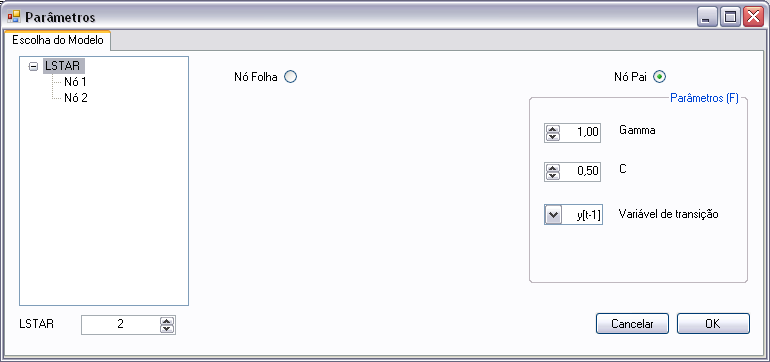 Parâmetros
Escolha do Modelo
LSTAR
Nó 1
Nó 2
Nó Folha
Nó Pai
Parâmetros (F)
1,00 Gamma
0,50 C
y[t-1] Variável de transição
LSTAR 2
Cancelar
OK